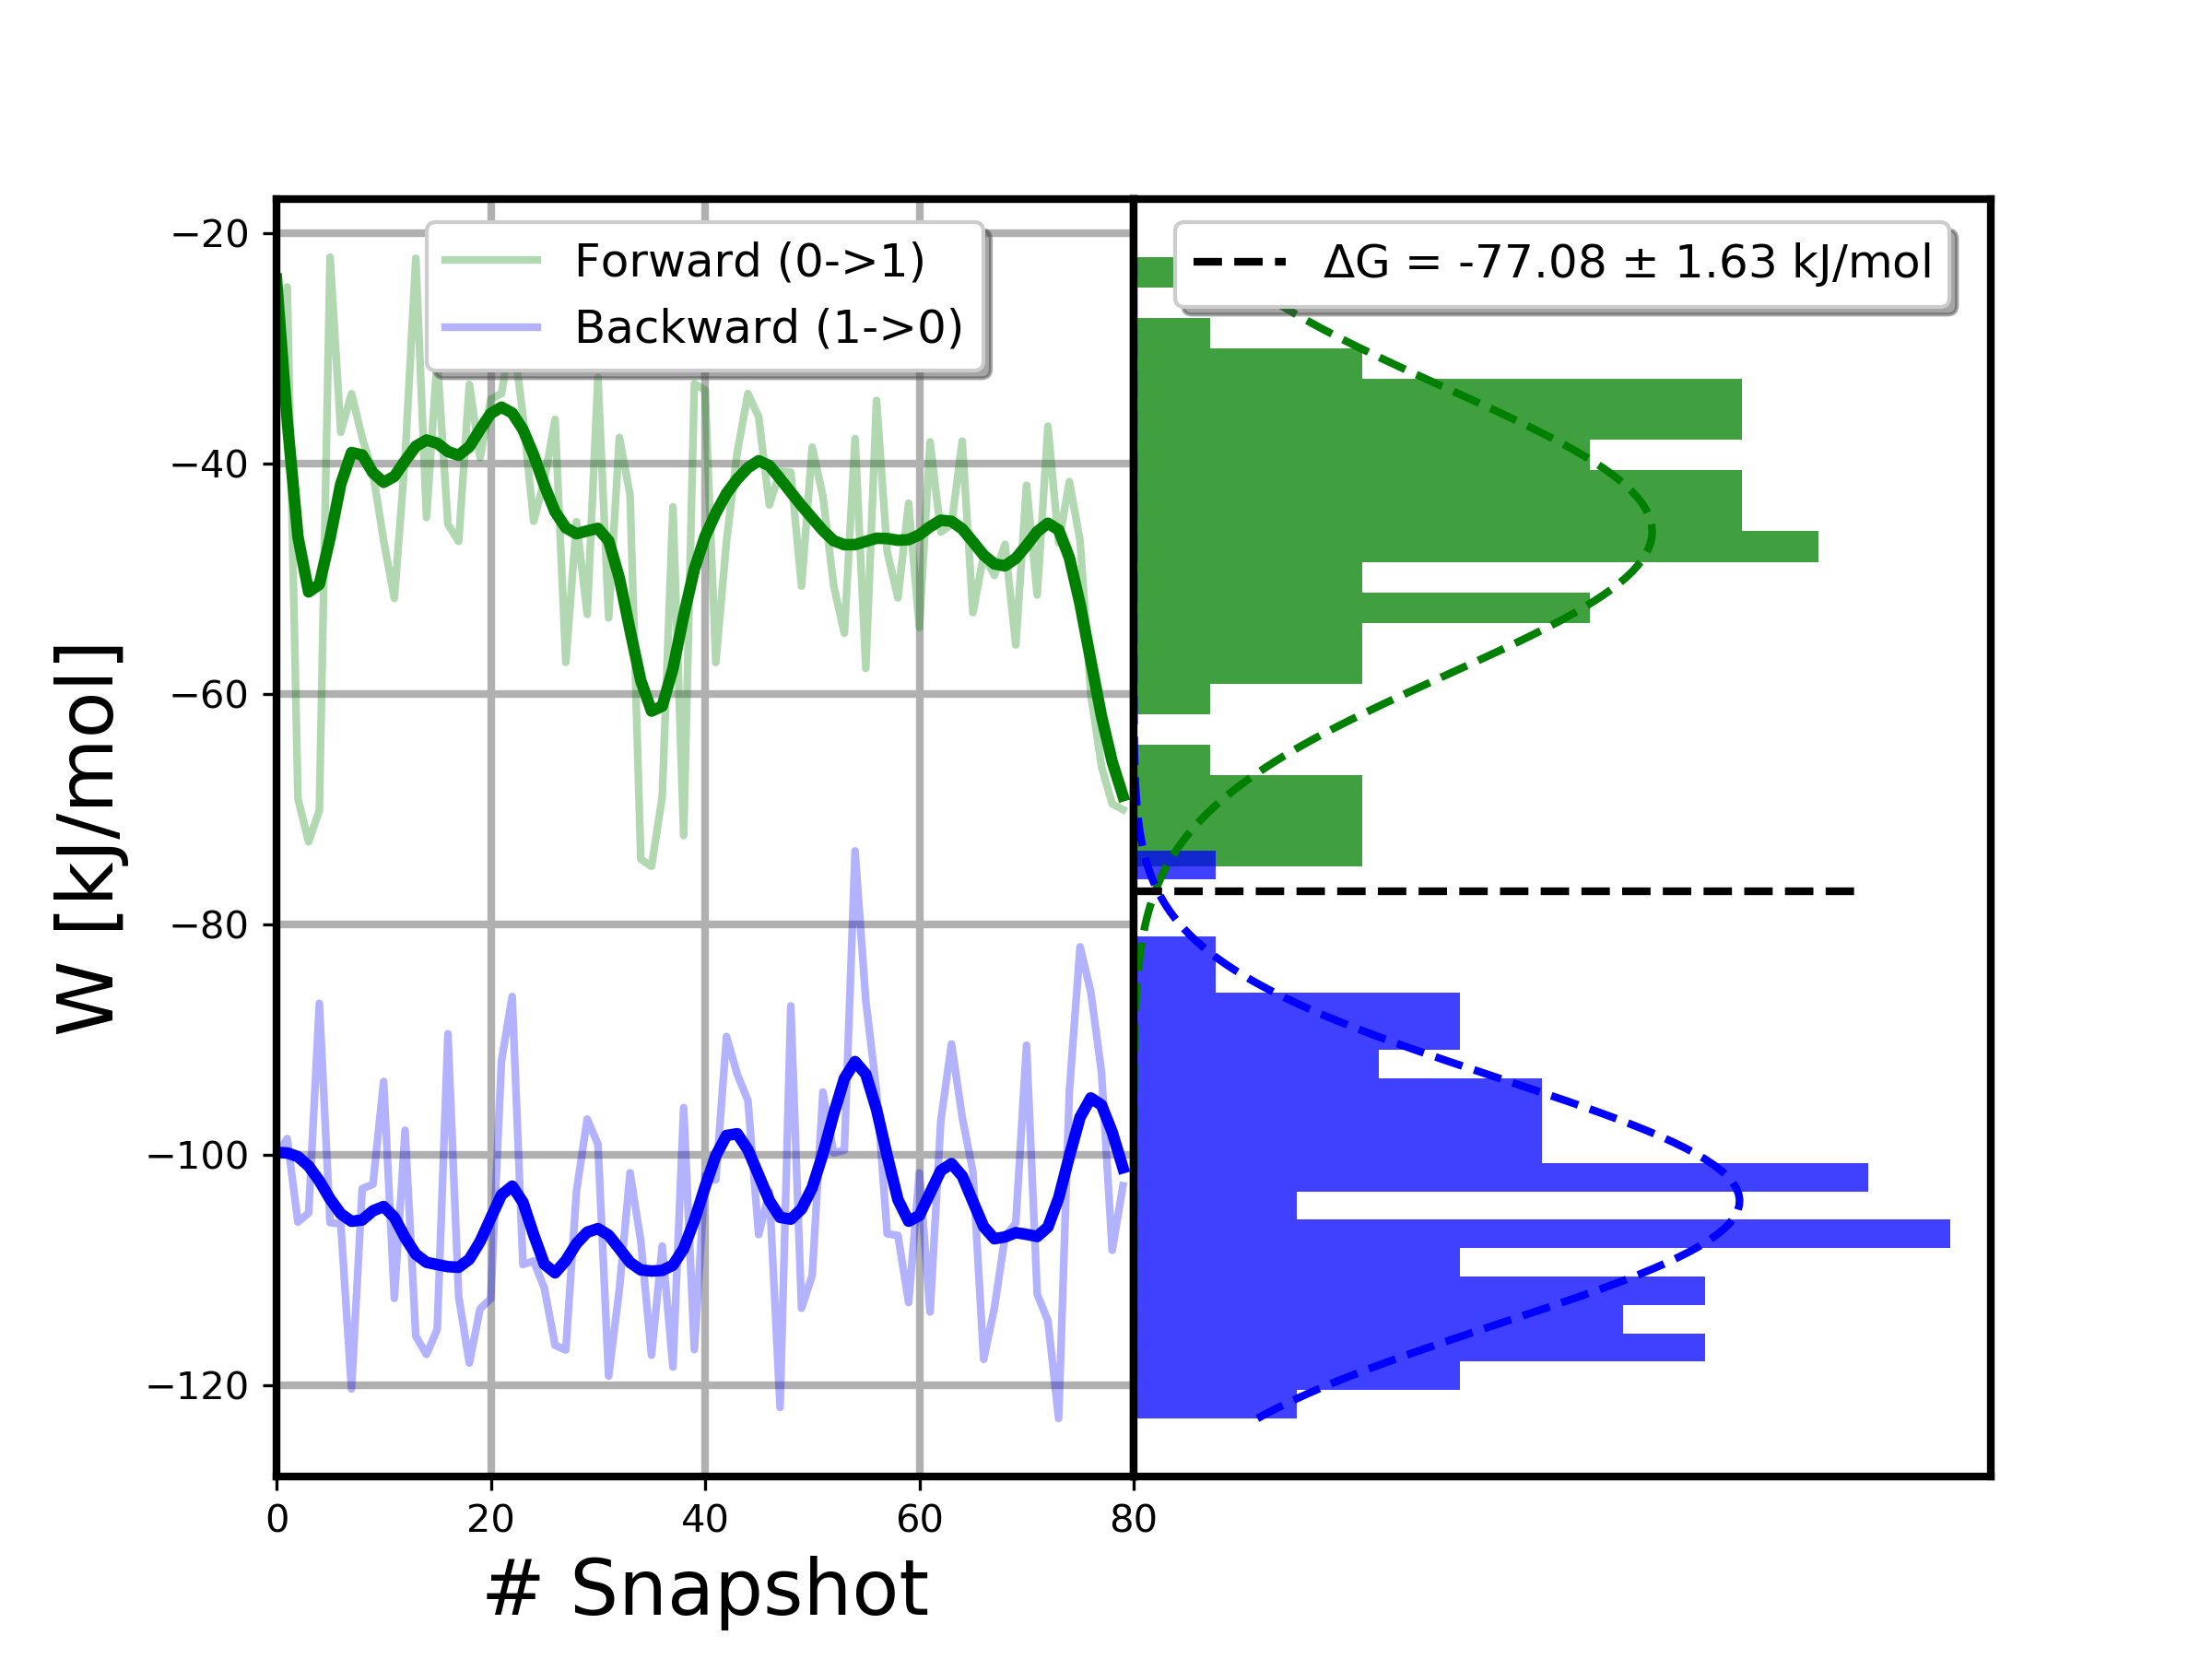 Forward (0->1)
Backward (1->0)
ΔG = -77.08 ± 1.63 kJ/mol
W [kJ/mol]
−20
−40
−60
−80
−100
−120
0 20 40 60 80
# Snapshot